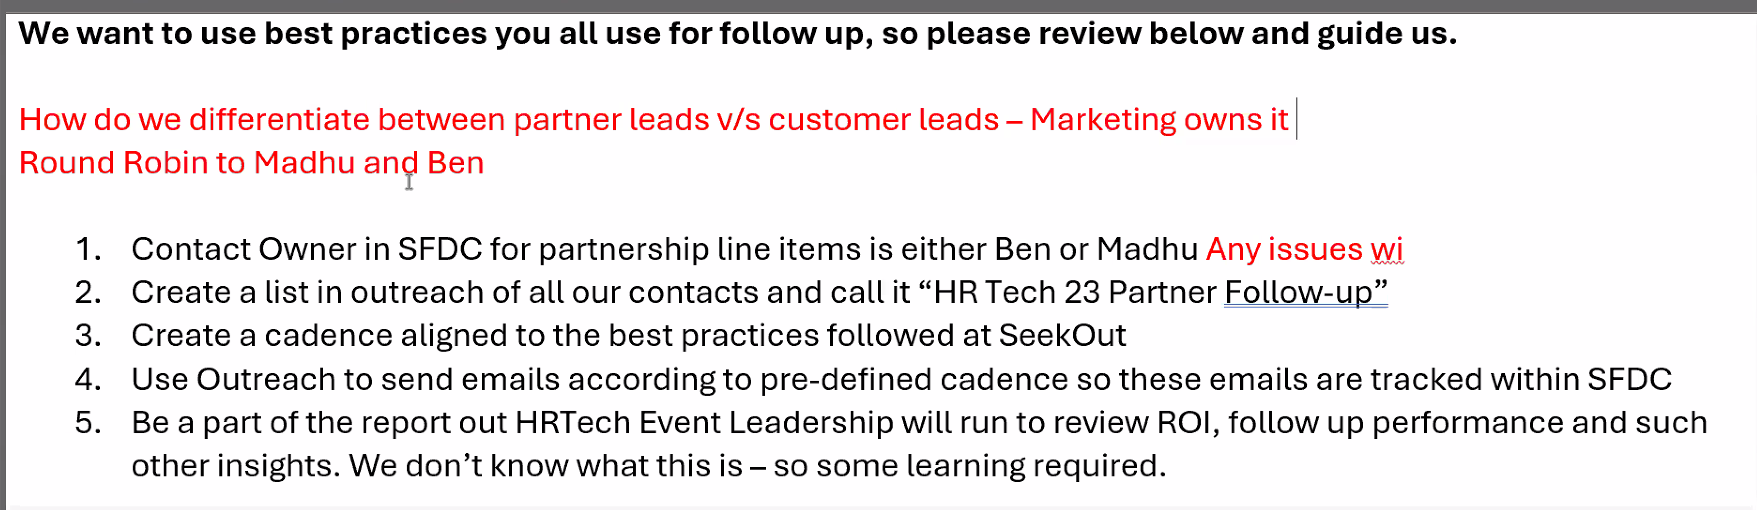 We want to use best practices you all use for follow up, so please review below and guide us.
How do we differentiate between partner leads v/s customer leads – Marketing owns it
Round Robin to Madhu and Ben
1. Contact Owner in SFDC for partnership line items is either Ben or Madhu Any issues wi
2. Create a list in outreach of all our contacts and call it “HR Tech 23 Partner Follow-up”
3. Create a cadence aligned to the best practices followed at SeekOut
4. Use Outreach to send emails according to pre-defined cadence so these emails are tracked within SFDC
5. Be a part of the report out HRTech Event Leadership will run to review ROI, follow up performance and such
other insights. We don’t know what this is – so some learning required.